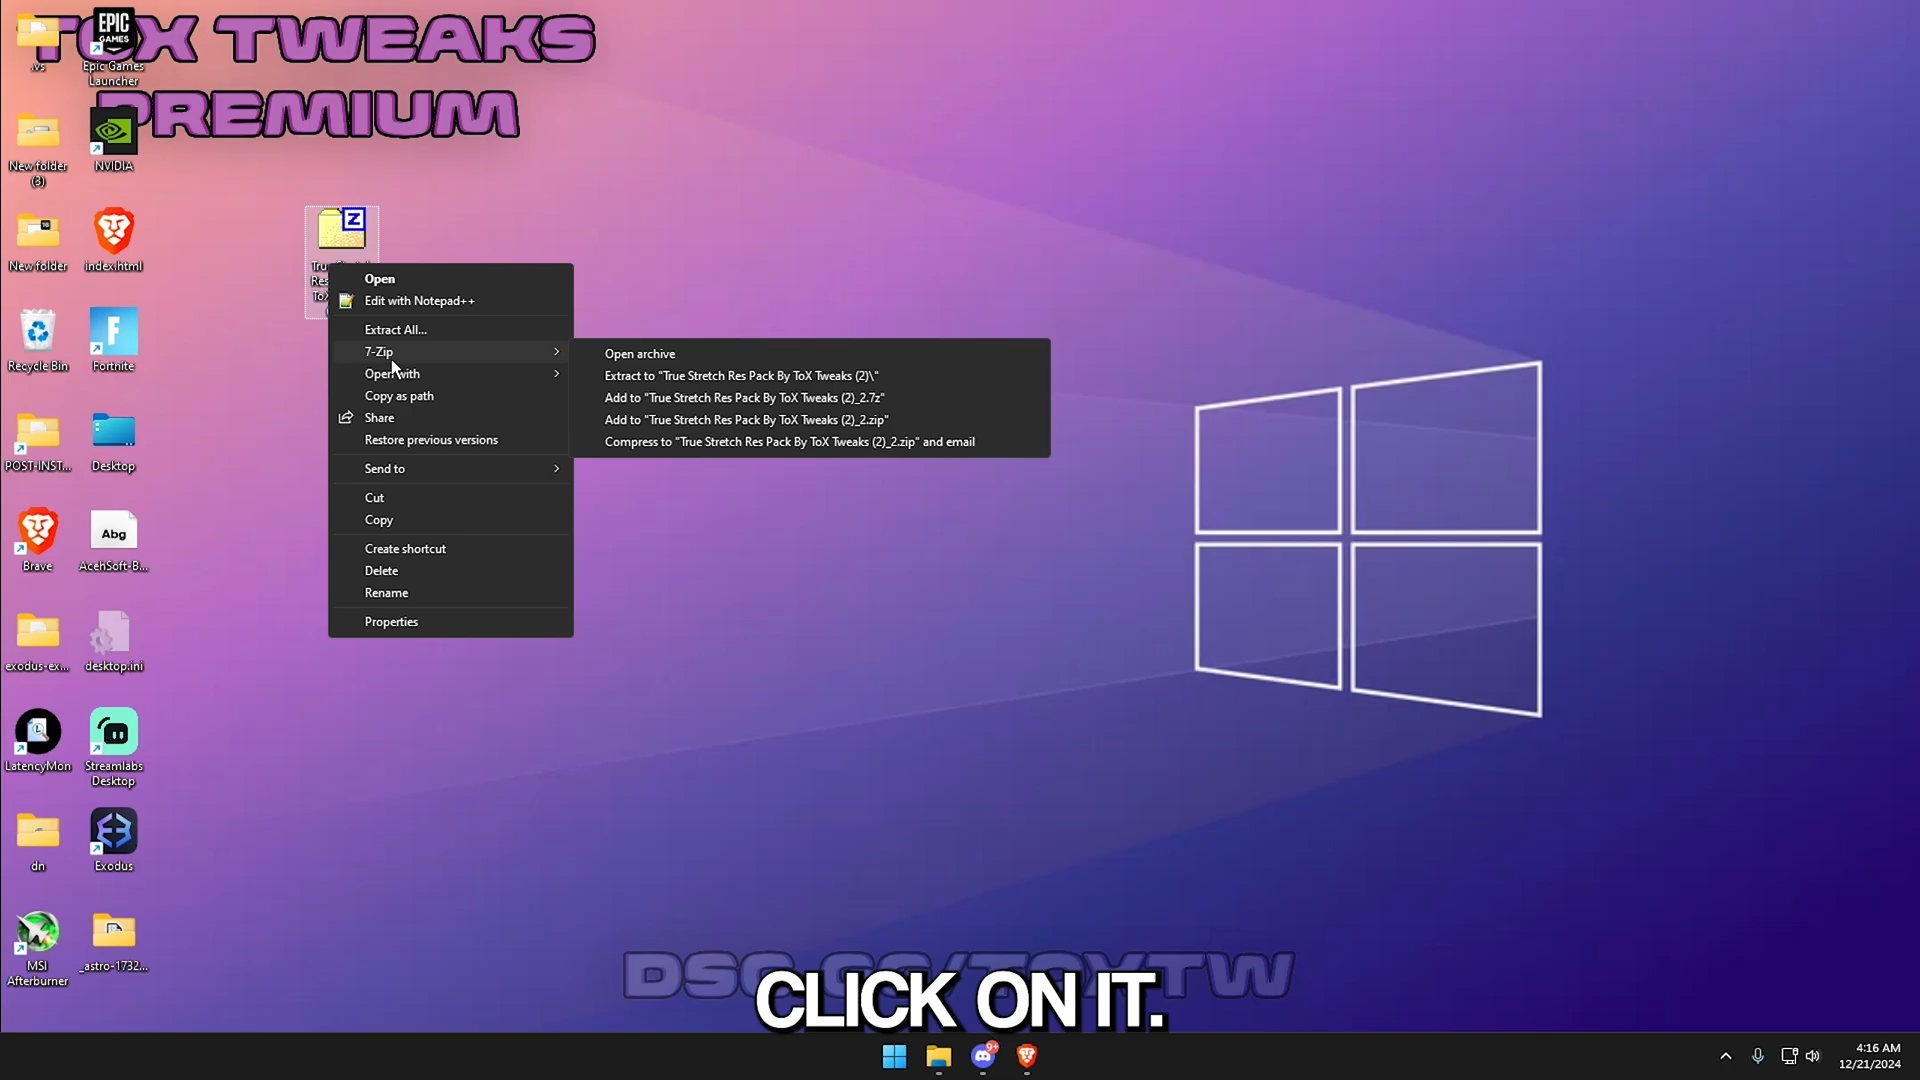 TOX TWEAKS
PREMIUM
.vs
Epic Games
Launcher
EPIC
GAMES
New folder
(3)
NVIDIA
New folder
index.html
Recycle Bin
Fortnite
POST-INST...
Desktop
Brave
Abg
AcehSoft-B...
exodus-ex...
desktop.ini
LatencyMon
Streamlabs
Desktop
dn
Exodus
MSI
Afterburner
_astro-1732...
Z
Open
Edit with Notepad++
Extract All...
7-Zip
Open with
Copy as path
Share
Restore previous versions
Send to
Cut
Copy
Create shortcut
Delete
Rename
Properties
Open archive
Extract to "True Stretch Res Pack By ToX Tweaks (2)\"
Add to "True Stretch Res Pack By ToX Tweaks (2)_2.7z"
Add to "True Stretch Res Pack By ToX Tweaks (2)_2.zip"
Compress to "True Stretch Res Pack By ToX Tweaks (2)_2.zip" and email
CLICK ON IT.
9+
4:16 AM
12/21/2024